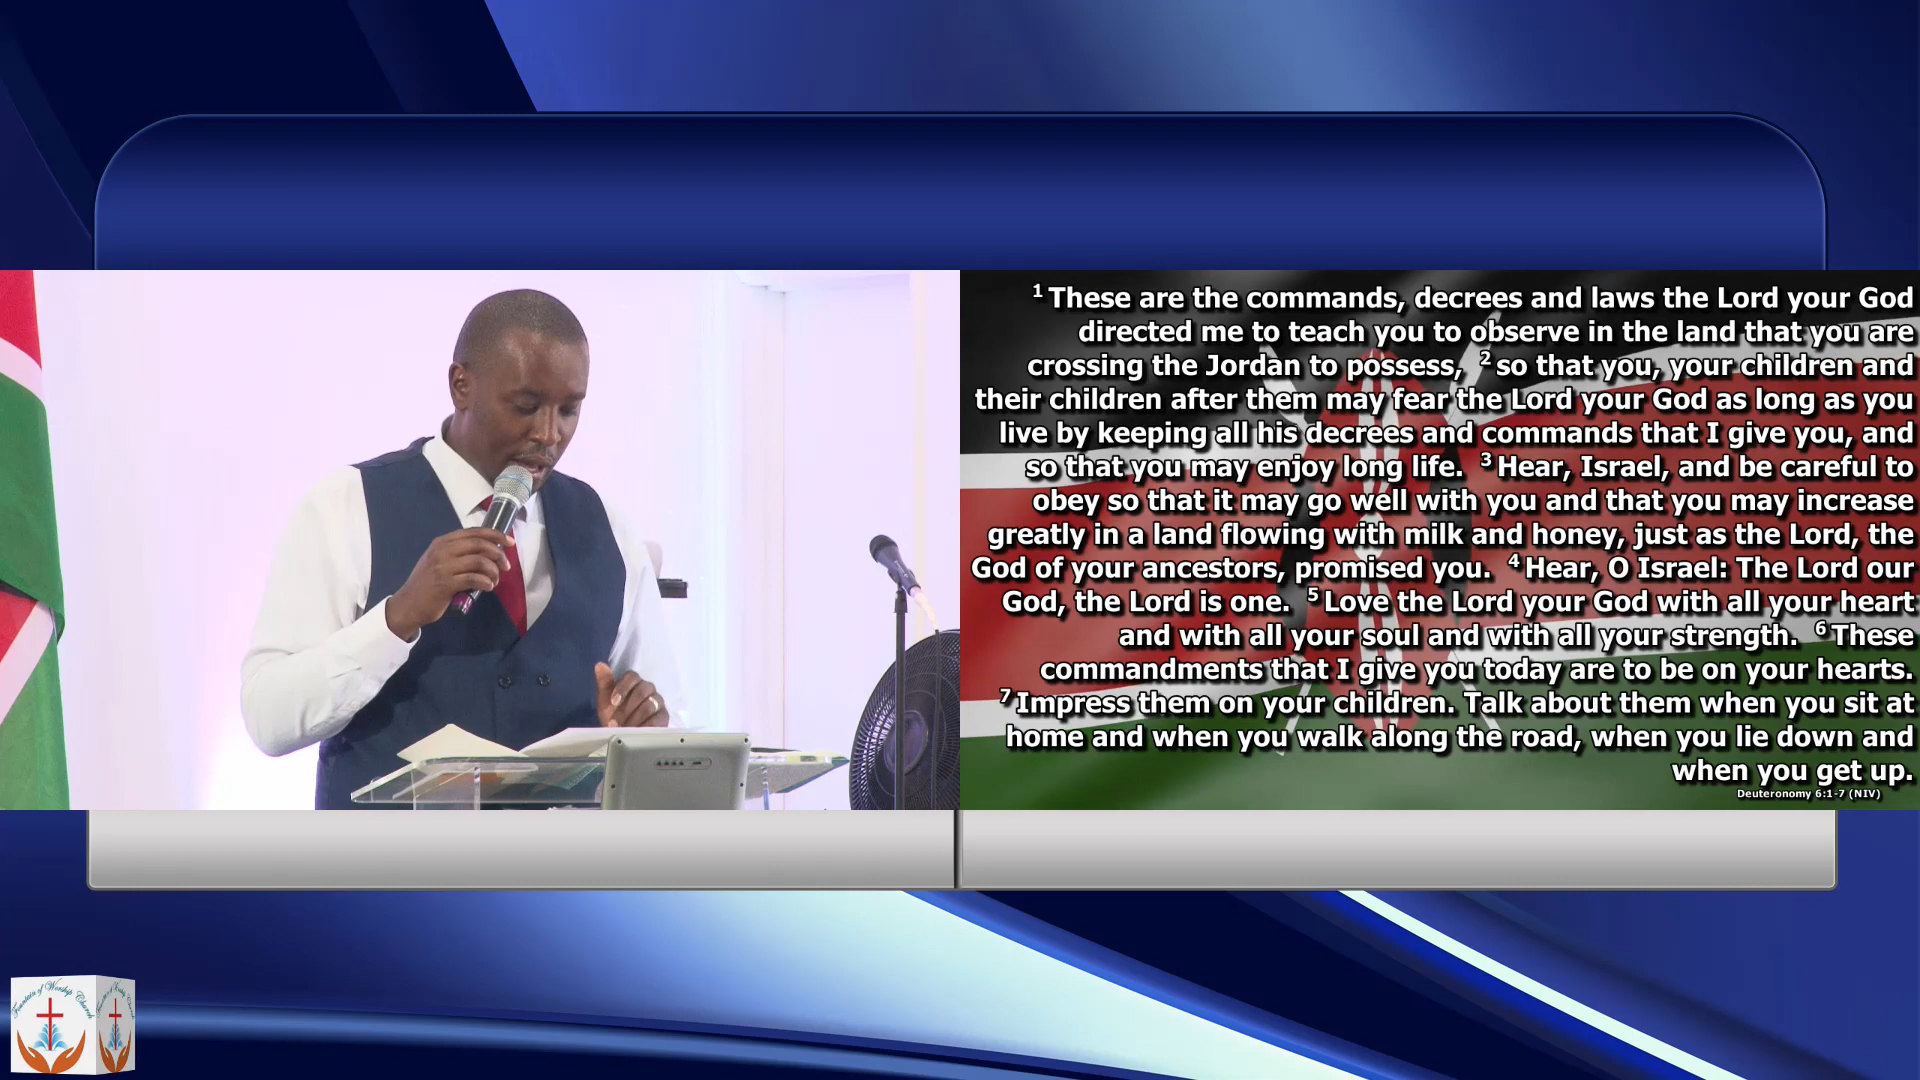 1 These are the commands, decrees and laws the Lord your God
directed me to teach you to observe in the land that you are
crossing the Jordan to possess, 2 so that you, your children and
their children after them may fear the Lord your God as long as you
live by keeping all his decrees and commands that I give you, and
so that you may enjoy long life. 3 Hear, Israel, and be careful to
obey so that it may go well with you and that you may increase
greatly in a land flowing with milk and honey, just as the Lord, the
God of your ancestors, promised you. 4 Hear, O Israel: The Lord our
God, the Lord is one. 5 Love the Lord your God with all your heart
and with all your soul and with all your strength. 6 These
commandments that I give you today are to be on your hearts.
7 Impress them on your children. Talk about them when you sit at
home and when you walk along the road, when you lie down and
when you get up.
Deuteronomy 6:1-7 (NIV)
Fountain of Worship Church